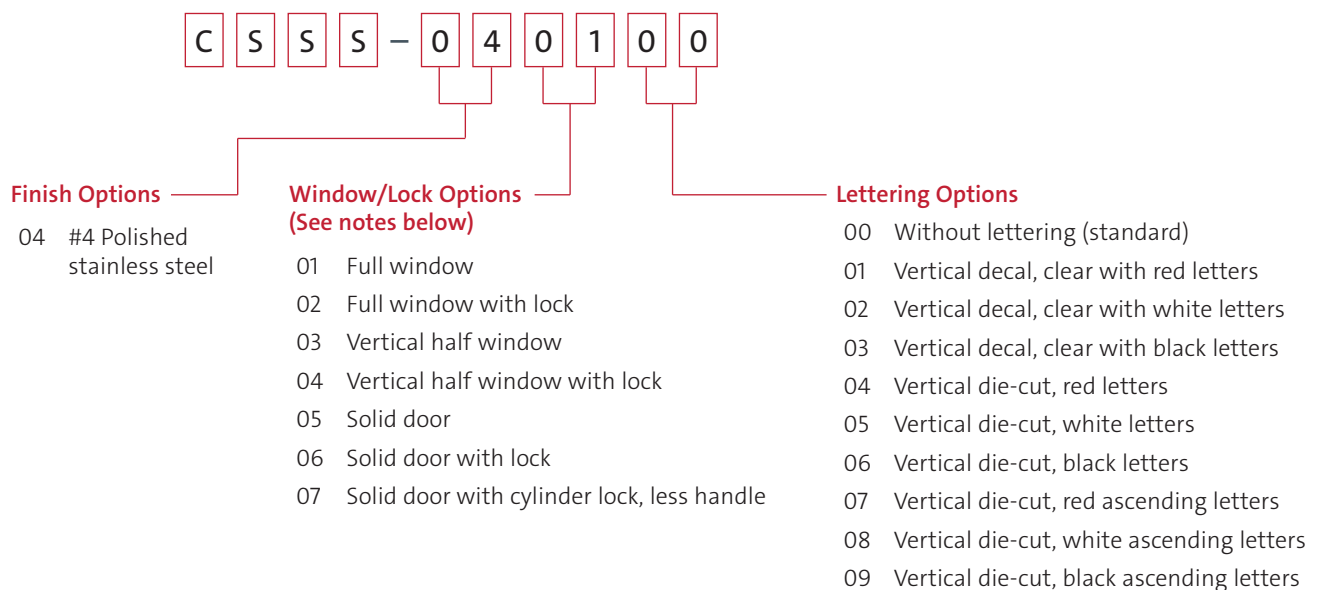 C S S S – 0 4 0 1 0 0
Finish Options
04 #4 Polished
stainless steel
Window/Lock Options
(See notes below)
01 Full window
02 Full window with lock
03 Vertical half window
04 Vertical half window with lock
05 Solid door
06 Solid door with lock
07 Solid door with cylinder lock, less handle
Lettering Options
00 Without lettering (standard)
01 Vertical decal, clear with red letters
02 Vertical decal, clear with white letters
03 Vertical decal, clear with black letters
04 Vertical die-cut, red letters
05 Vertical die-cut, white letters
06 Vertical die-cut, black letters
07 Vertical die-cut, red ascending letters
08 Vertical die-cut, white ascending letters
09 Vertical die-cut, black ascending letters